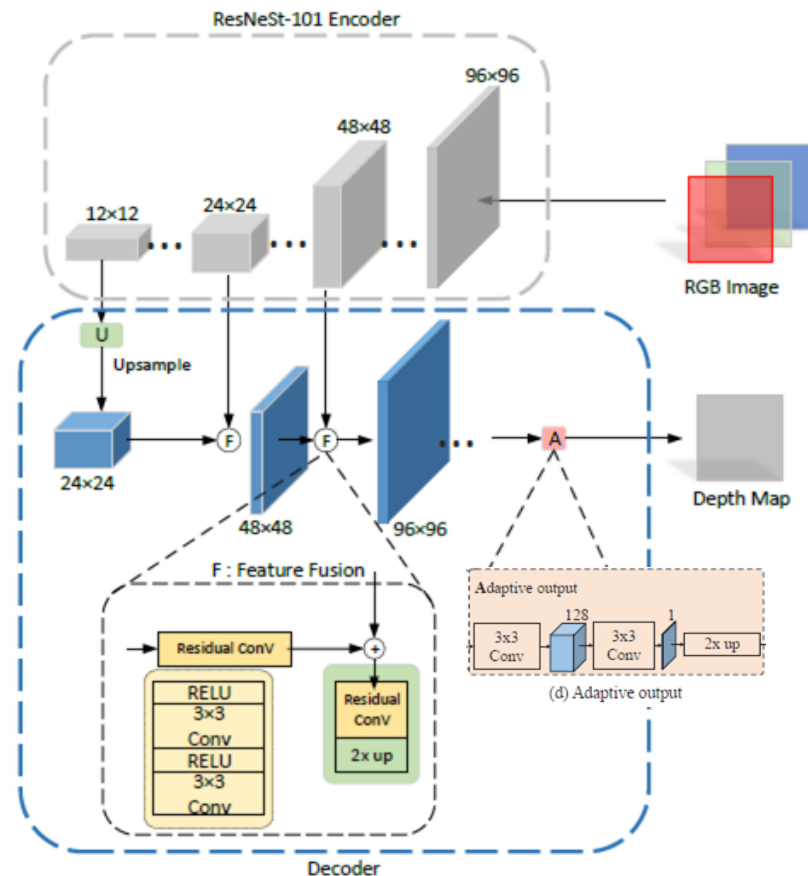 ResNeSt-101 Encoder
96×96
48×48
24×24
12×12
RGB Image
U
Upsample
F
F
A
24×24
48×48
96×96
Depth Map
F : Feature Fusion
Adaptive output
128
1
3x3
Conv
3x3
Conv
2x up
(d) Adaptive output
Residual ConV
+
RELU
3×3
Conv
RELU
3×3
Conv
Residual
ConV
2x up
Decoder